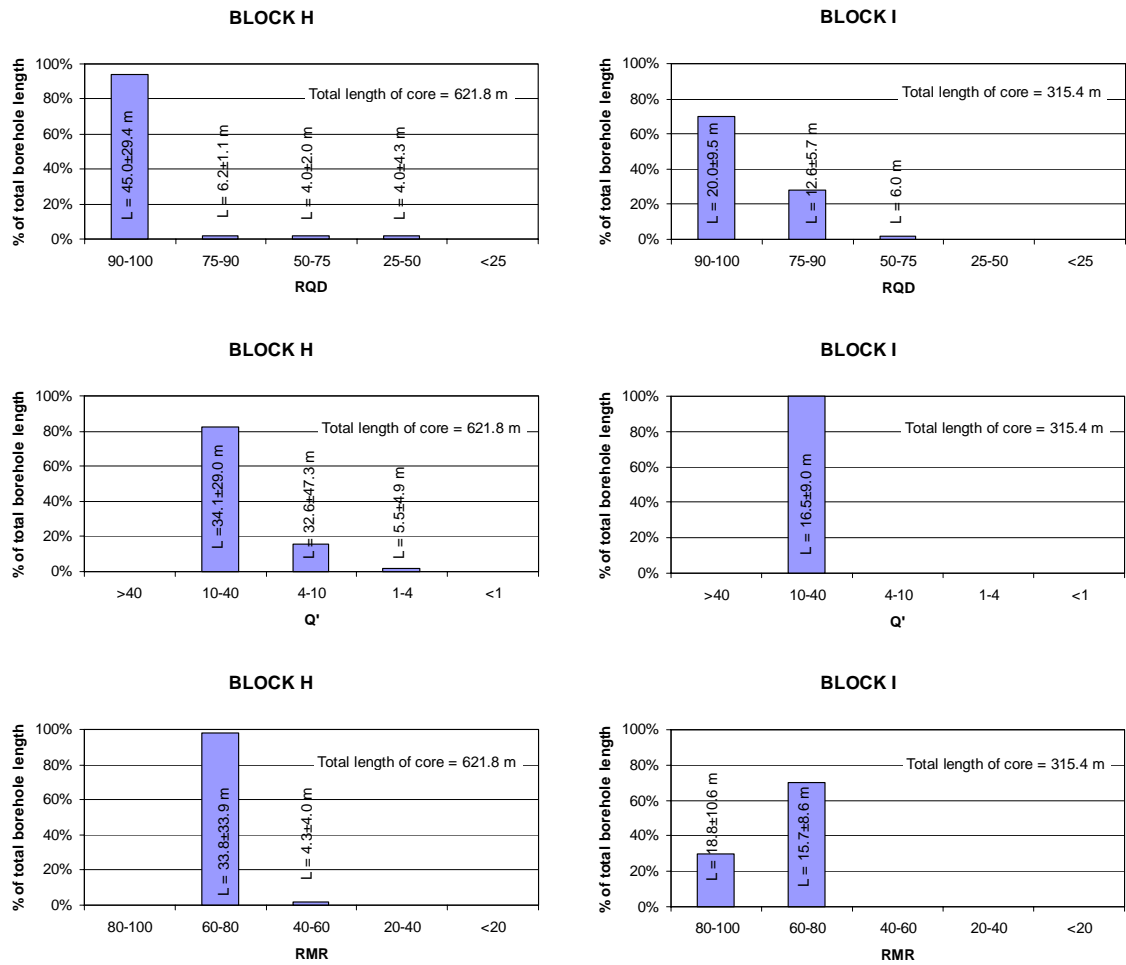 BLOCK H
% of total borehole length
100%
80%
60%
40%
20%
0%
Total length of core = 621.8 m
L = 45.0±29.4 m
L = 6.2±1.1 m
L = 4.0±2.0 m
L = 4.0±4.3 m
90-100 75-90 50-75 25-50 <25
RQD
BLOCK I
% of total borehole length
100%
80%
60%
40%
20%
0%
Total length of core = 315.4 m
L = 20.0±9.5 m
L = 12.6±5.7 m
L = 6.0 m
90-100 75-90 50-75 25-50 <25
RQD
BLOCK H
% of total borehole length
100%
80%
60%
40%
20%
0%
Total length of core = 621.8 m
L =34.1±29.0 m
L = 32.6±47.3 m
L = 5.5±4.9 m
>40 10-40 4-10 1-4 <1
Q'
BLOCK I
% of total borehole length
100%
80%
60%
40%
20%
0%
Total length of core = 315.4 m
L = 16.5±9.0 m
>40 10-40 4-10 1-4 <1
Q'
BLOCK H
% of total borehole length
100%
80%
60%
40%
20%
0%
Total length of core = 621.8 m
L = 33.8±33.9 m
L = 4.3±4.0 m
80-100 60-80 40-60 20-40 <20
RMR
BLOCK I
% of total borehole length
100%
80%
60%
40%
20%
0%
Total length of core = 315.4 m
L = 18.8±10.6 m
L = 15.7±8.6 m
80-100 60-80 40-60 20-40 <20
RMR